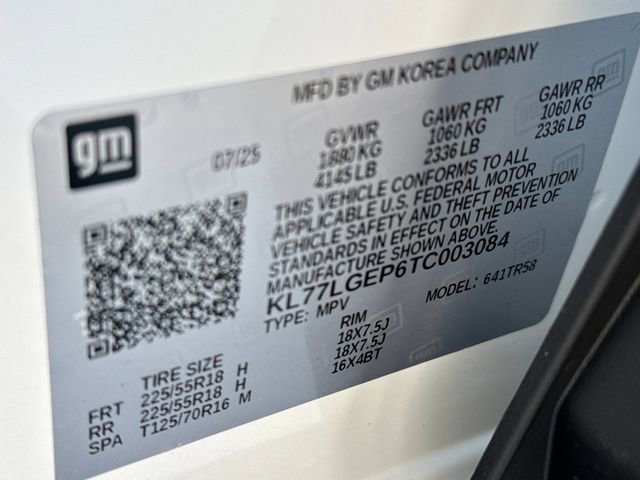 MFD BY GM KOREA COMPANY
gm
07/25
GVWR GAWR FRT GAWR RR
1880 KG 1060 KG 1060 KG
4145 LB 2336 LB 2336 LB
THIS VEHICLE CONFORMS TO ALL
APPLICABLE U.S. FEDERAL MOTOR
VEHICLE SAFETY AND THEFT PREVENTION
STANDARDS IN EFFECT ON THE DATE OF
MANUFACTURE SHOWN ABOVE.
KL77LGEP6TC003084
TYPE: MPV MODEL: 641TR58
TIRE SIZE RIM
FRT 225/55R18 H 18X7.5J
RR 225/55R18 H 18X7.5J
SPA T125/70R16 M 16X4BT